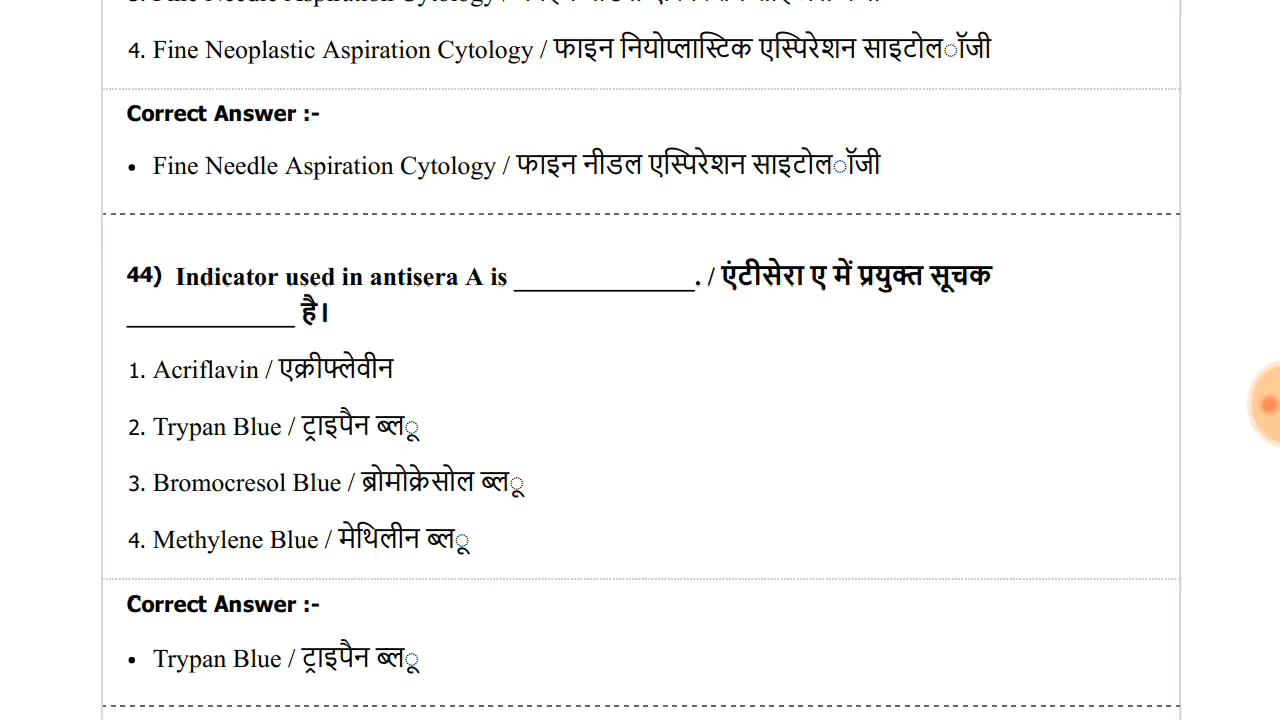 4. Fine Neoplastic Aspiration Cytology / फाइन नियोप्लास्टिक एस्पिरेशन साइटोलॉजी
Correct Answer :-
• Fine Needle Aspiration Cytology / फाइन नीडल एस्पिरेशन साइटोलॉजी
44) Indicator used in antisera A is ______________. / एंटीसेरा ए में प्रयुक्त सूचक
_____________ है।
1. Acriflavin / एक्रीफ्लेवीन
2. Trypan Blue / ट्राइपैन ब्लू
3. Bromocresol Blue / ब्रोमोक्रेसोल ब्लू
4. Methylene Blue / मेथिलीन ब्लू
Correct Answer :-
• Trypan Blue / ट्राइपैन ब्लू